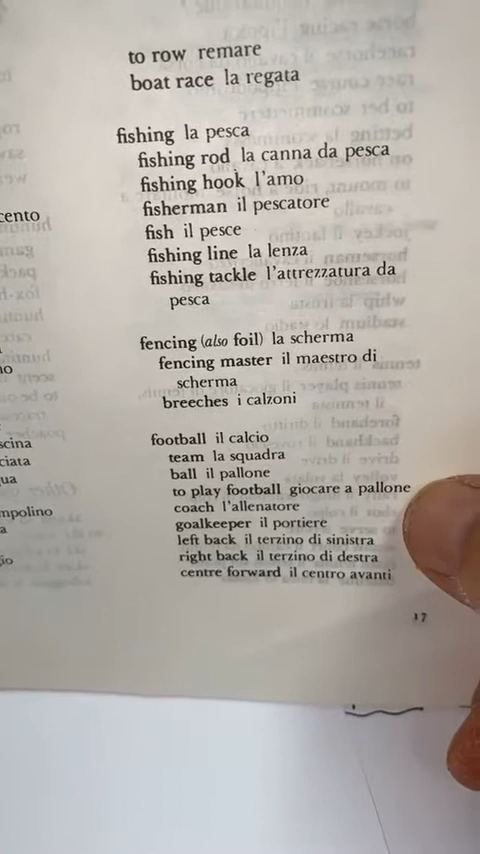 to row remare
boat race la regata
fishing la pesca
fishing rod la canna da pesca
fishing hook l'amo
fisherman il pescatore
fish il pesce
fishing line la lenza
fishing tackle l'attrezzatura da
pesca
fencing (also foil) la scherma
fencing master il maestro di
scherma
breeches i calzoni
football il calcio
team la squadra
ball il pallone
to play football giocare a pallone
coach l'allenatore
goalkeeper il portiere
left back il terzino di sinistra
right back il terzino di destra
centre forward il centro avanti
17